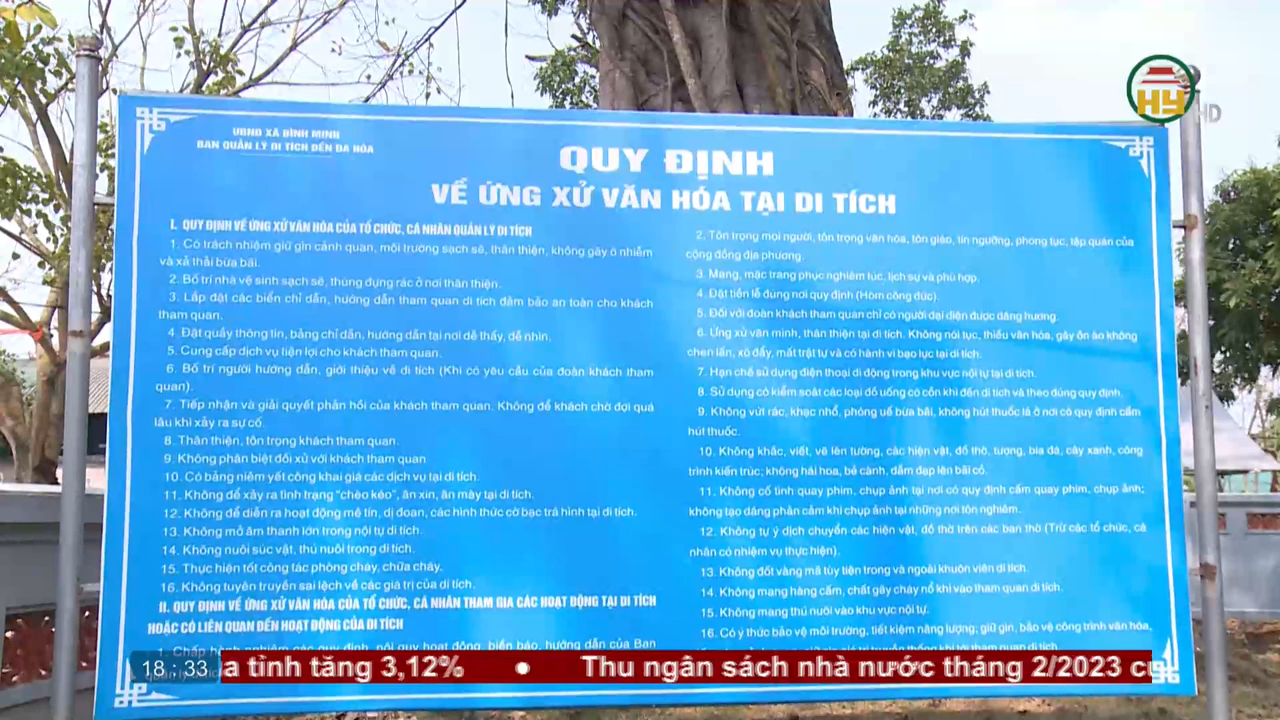 UBND XÃ BÌNH MINH
BAN QUẢN LÝ DI TÍCH ĐỀN ĐA HÒA
QUY ĐỊNH
VỀ ỨNG XỬ VĂN HÓA TẠI DI TÍCH
I. QUY ĐỊNH VỀ ỨNG XỬ VĂN HÓA CỦA TỔ CHỨC, CÁ NHÂN QUẢN LÝ DI TÍCH
1. Có trách nhiệm giữ gìn cảnh quan, môi trường sạch sẽ, thân thiện, không gây ô nhiễm
và xả thải bừa bãi.
2. Bố trí nhà vệ sinh sạch sẽ, thùng đựng rác ở nơi thân thiện.
3. Lắp đặt các biển chỉ dẫn, hướng dẫn tham quan di tích đảm bảo an toàn cho khách
tham quan.
4. Đặt quầy thông tin, bảng chỉ dẫn, hướng dẫn tại nơi dễ thấy, dễ nhìn.
5. Cung cấp dịch vụ tiện lợi cho khách tham quan.
6. Bố trí người hướng dẫn, giới thiệu về di tích (Khi có yêu cầu của đoàn khách tham
quan).
7. Tiếp nhận và giải quyết phản hồi của khách tham quan. Không để khách chờ đợi quá
lâu khi xảy ra sự cố.
8. Thân thiện, tôn trọng khách tham quan.
9. Không phân biệt đối xử với khách tham quan
10. Có bảng niêm yết công khai giá các dịch vụ tại di tích.
11. Không để xảy ra tình trạng "chèo kéo", ăn xin, ăn mày tại di tích.
12. Không để diễn ra hoạt động mê tín, dị đoan, các hình thức cờ bạc trá hình tại di tích.
13. Không mở âm thanh lớn trong nội tự di tích.
14. Không nuôi súc vật, thú nuôi trong di tích.
15. Thực hiện tốt công tác phòng cháy, chữa cháy.
16. Không tuyên truyền sai lệch về các giá trị của di tích.
II. QUY ĐỊNH VỀ ỨNG XỬ VĂN HÓA CỦA TỔ CHỨC, CÁ NHÂN THAM GIA CÁC HOẠT ĐỘNG TẠI DI TÍCH
HOẶC CÓ LIÊN QUAN ĐẾN HOẠT ĐỘNG CỦA DI TÍCH
1. Chấp hành nghiêm các quy định, nội quy hoạt động, biển báo, hướng dẫn của Ban
2. Tôn trọng mọi người, tôn trọng văn hóa, tôn giáo, tín ngưỡng, phong tục, tập quán của
cộng đồng địa phương.
3. Mang, mặc trang phục nghiêm túc, lịch sự và phù hợp.
4. Đặt tiền lễ đúng nơi quy định (Hòm công đức).
5. Đối với đoàn khách tham quan chỉ có người đại diện được dâng hương.
6. Ứng xử văn minh, thân thiện tại di tích. Không nói tục, thiếu văn hóa, gây ồn ào không
chen lấn, xô đẩy, mất trật tự và có hành vi bạo lực tại di tích.
7. Hạn chế sử dụng điện thoại di động trong khu vực nội tự tại di tích.
8. Sử dụng có kiểm soát các loại đồ uống có cồn khi đến di tích và theo đúng quy định.
9. Không vứt rác, khạc nhổ, phóng uế bừa bãi, không hút thuốc lá ở nơi có quy định cấm
hút thuốc.
10. Không khắc, viết, vẽ lên tường, các hiện vật, đồ thờ, tượng, bia đá, cây xanh, công
trình kiến trúc; không hái hoa, bẻ cành, dẫm đạp lên bãi cỏ.
11. Không cố tình quay phim, chụp ảnh tại nơi có quy định cấm quay phim, chụp ảnh;
không tạo dáng phản cảm khi chụp ảnh tại những nơi tôn nghiêm.
12. Không tự ý dịch chuyển các hiện vật, đồ thờ trên các ban thờ (Trừ các tổ chức, cá
nhân có nhiệm vụ thực hiện).
13. Không đốt vàng mã tùy tiện trong và ngoài khuôn viên di tích.
14. Không mang hàng cấm, chất gây cháy nổ khi vào tham quan di tích.
15. Không mang thú nuôi vào khu vực nội tự.
16. Có ý thức bảo vệ môi trường, tiết kiệm năng lượng; giữ gìn, bảo vệ công trình văn hóa,
HY HD
18 : 33 a tỉnh tăng 3,12% • Thu ngân sách nhà nước tháng 2/2023 củ